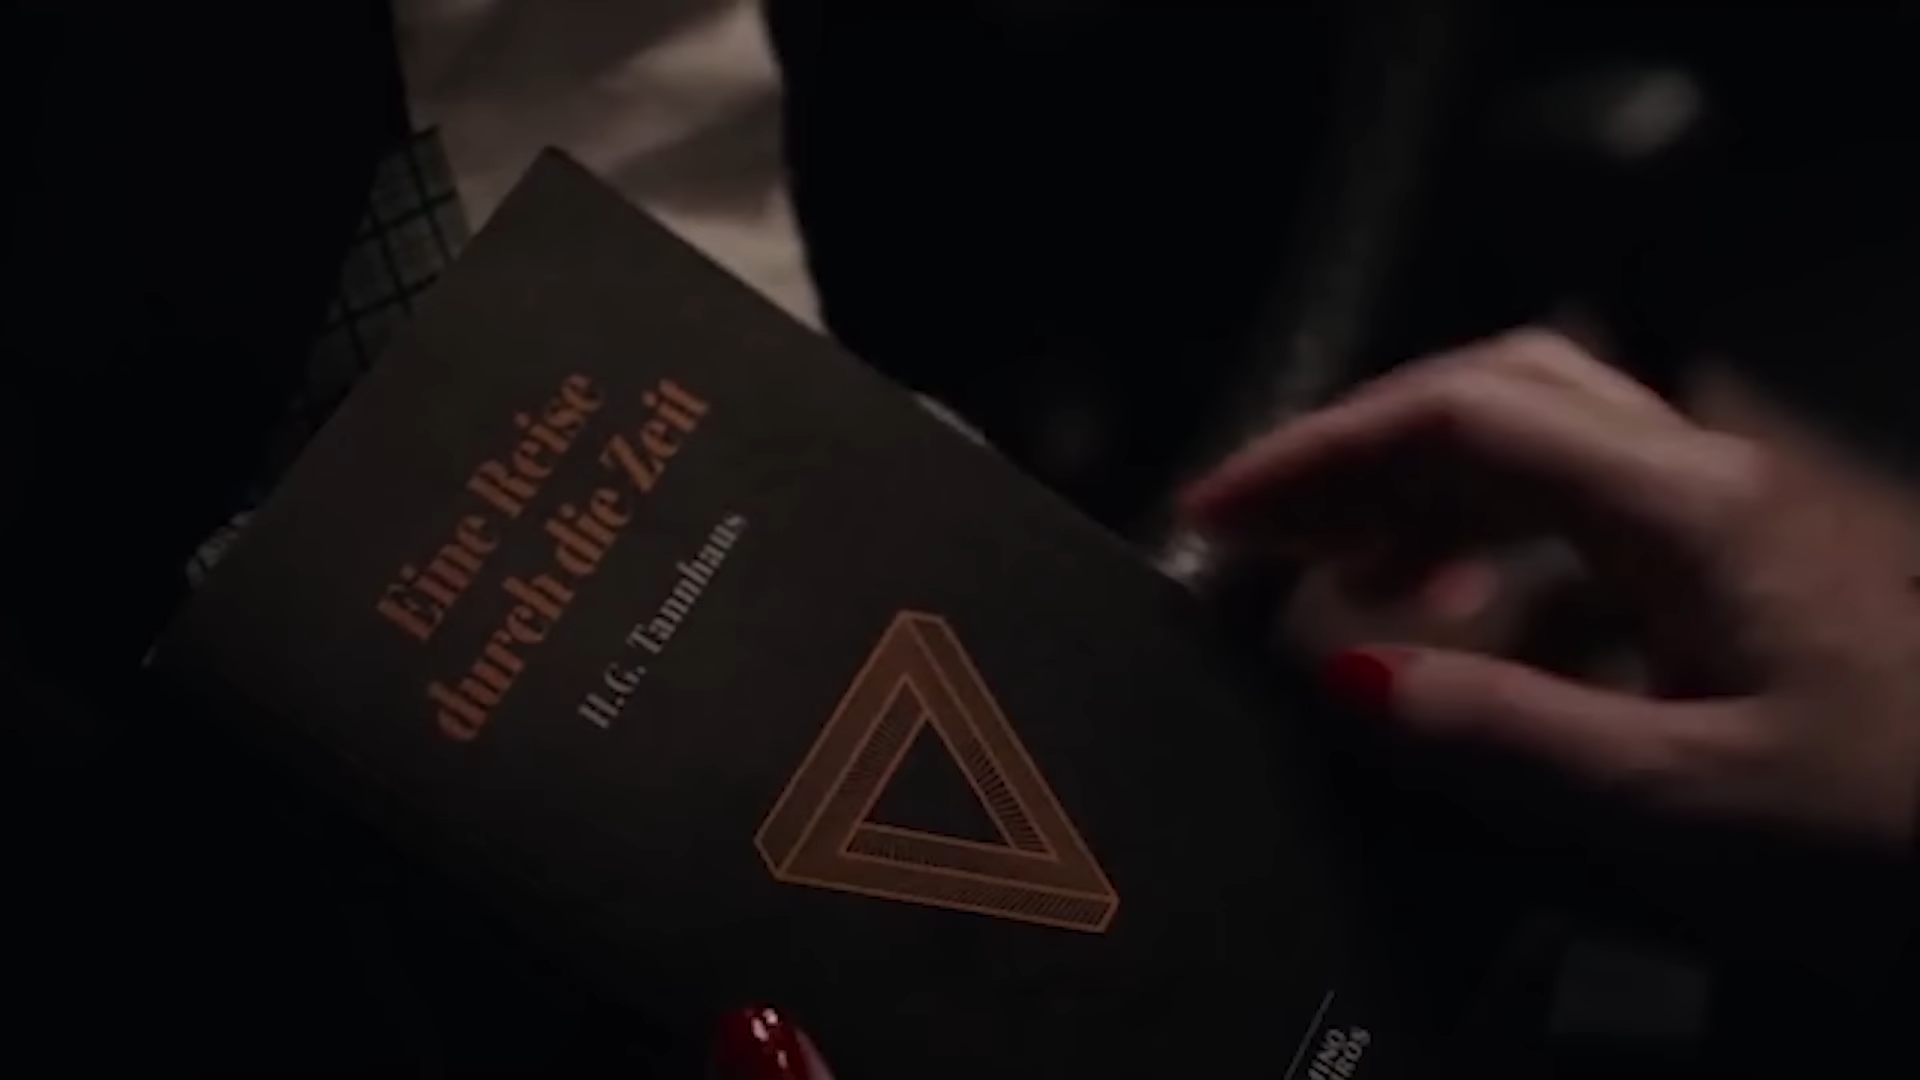 Eine Reise
durch die Zeit
H.G. Tannhaus